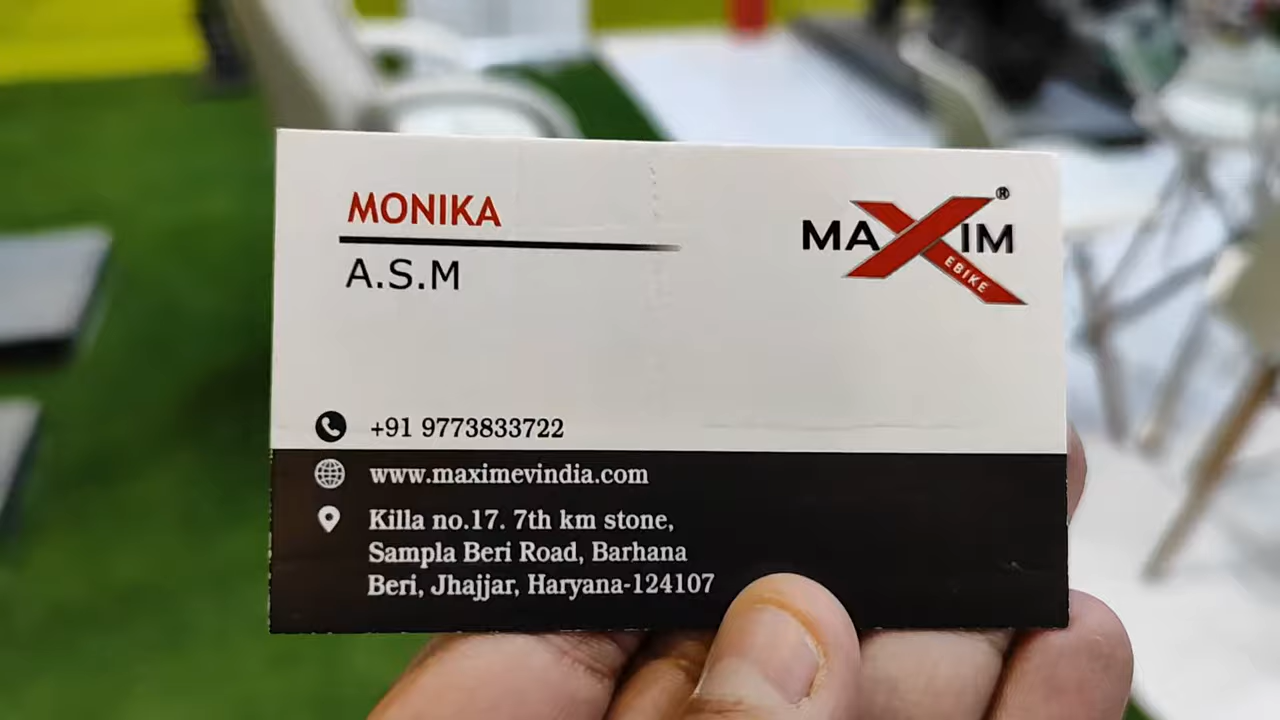 MONIKA
A.S.M
MAXIM®
EBIKE
+91 9773833722
www.maximevindia.com
Killa no.17. 7th km stone,
Sampla Beri Road, Barhana
Beri, Jhajjar, Haryana-124107